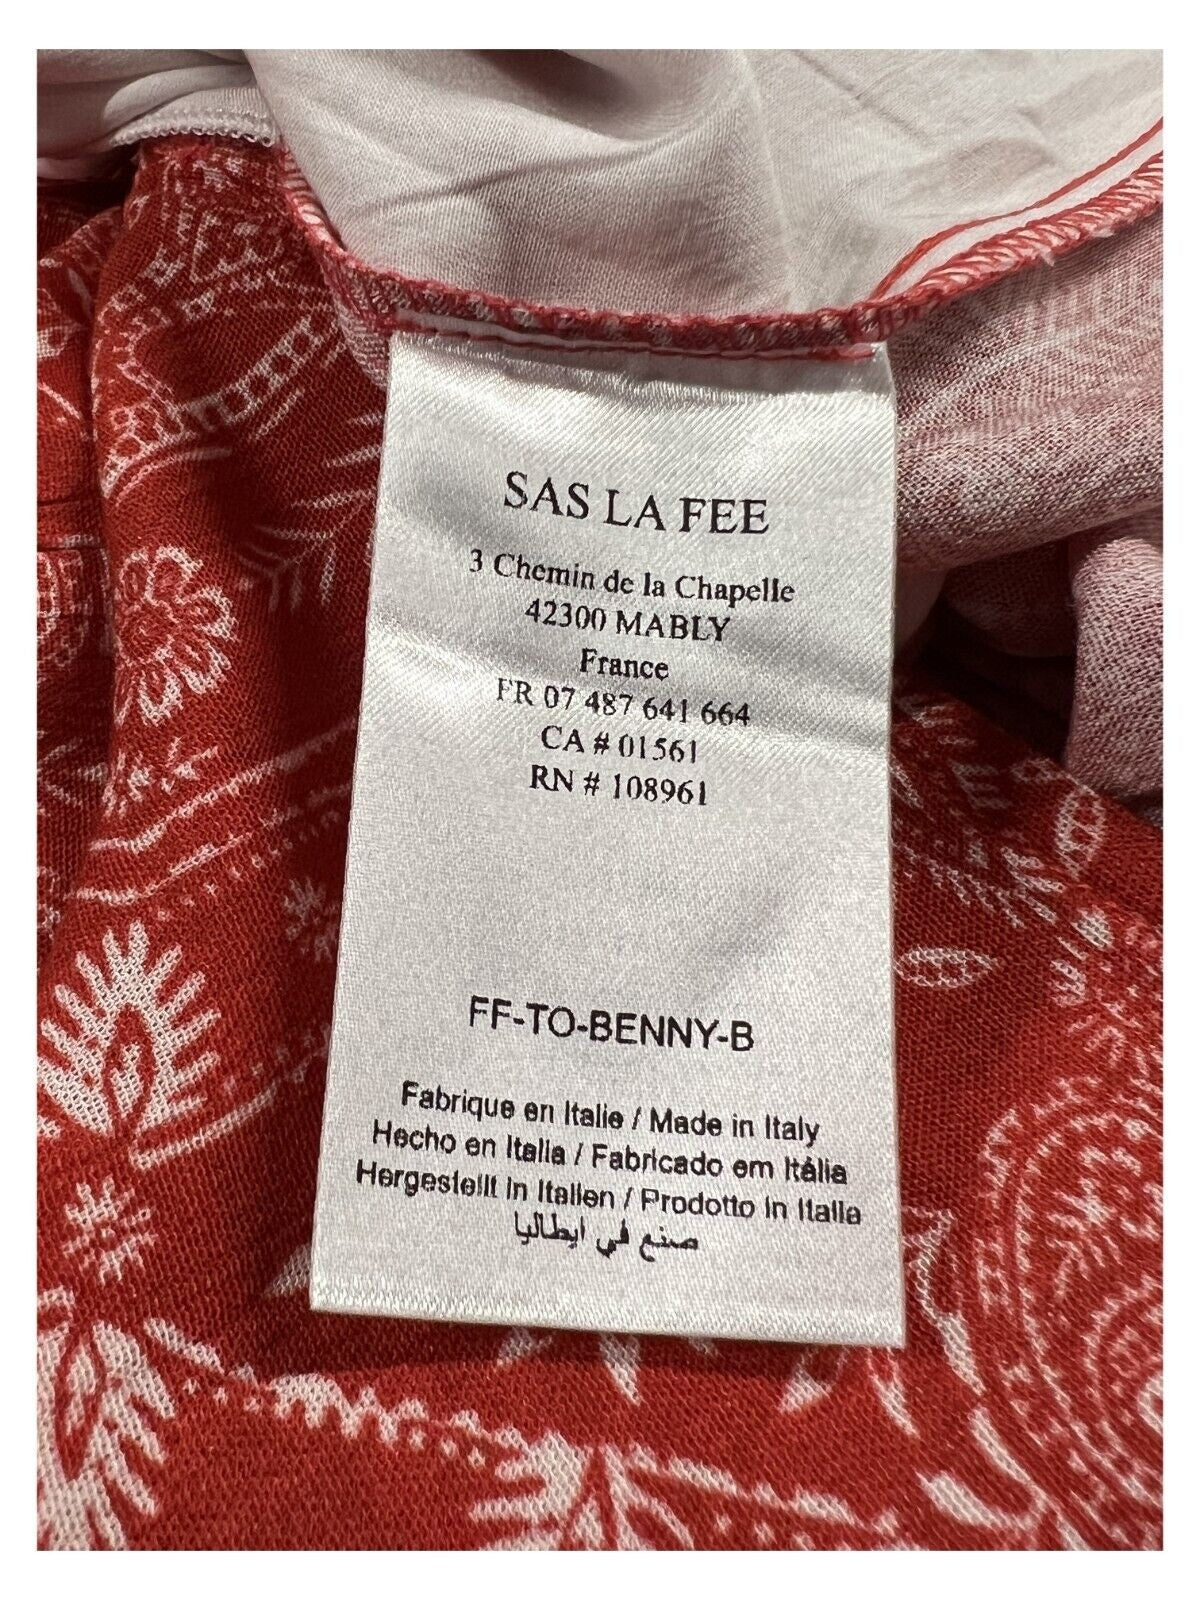 SAS LA FEE
3 Chemin de la Chapelle
42300 MABLY
France
FR 07 487 641 664
CA # 01561
RN # 108961
FF-TO-BENNY-B
Fabrique en Italie / Made in Italy
Hecho en Italia / Fabricado em Itália
Hergestellt in Italien / Prodotto in Italia
صنع في ايطاليا